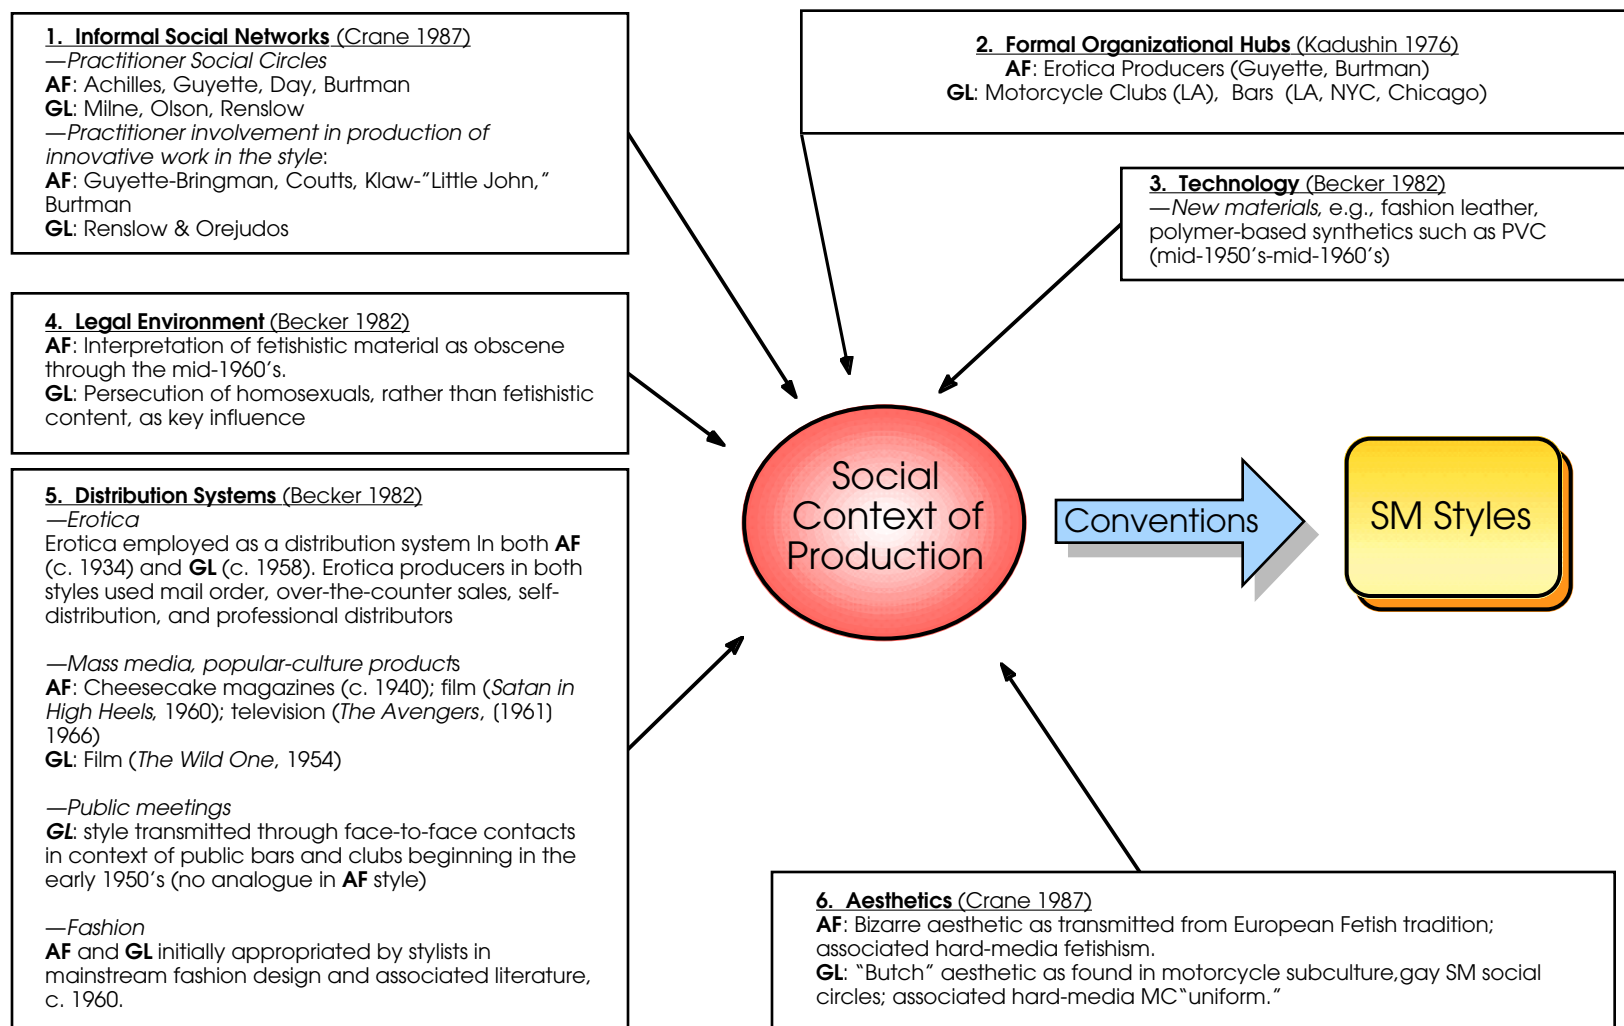 1. Informal Social Networks (Crane 1987)
—Practitioner Social Circles
AF: Achilles, Guyette, Day, Burtman
GL: Milne, Olson, Renslow
—Practitioner involvement in production of
innovative work in the style:
AF: Guyette-Bringman, Coutts, Klaw-"Little John,"
Burtman
GL: Renslow & Orejudos
2. Formal Organizational Hubs (Kadushin 1976)
AF: Erotica Producers (Guyette, Burtman)
GL: Motorcycle Clubs (LA), Bars (LA, NYC, Chicago)
3. Technology (Becker 1982)
—New materials, e.g., fashion leather,
polymer-based synthetics such as PVC
(mid-1950's-mid-1960's)
4. Legal Environment (Becker 1982)
AF: Interpretation of fetishistic material as obscene
through the mid-1960's.
GL: Persecution of homosexuals, rather than fetishistic
content, as key influence
5. Distribution Systems (Becker 1982)
—Erotica
Erotica employed as a distribution system In both AF
(c. 1934) and GL (c. 1958). Erotica producers in both
styles used mail order, over-the-counter sales, self-
distribution, and professional distributors
—Mass media, popular-culture products
AF: Cheesecake magazines (c. 1940); film (Satan in
High Heels, 1960); television (The Avengers, [1961]
1966)
GL: Film (The Wild One, 1954)
—Public meetings
GL: style transmitted through face-to-face contacts
in context of public bars and clubs beginning in the
early 1950's (no analogue in AF style)
—Fashion
AF and GL initially appropriated by stylists in
mainstream fashion design and associated literature,
c. 1960.
Social
Context of
Production
Conventions
SM Styles
6. Aesthetics (Crane 1987)
AF: Bizarre aesthetic as transmitted from European Fetish tradition;
associated hard-media fetishism.
GL: "Butch" aesthetic as found in motorcycle subculture,gay SM social
circles; associated hard-media MC"uniform."